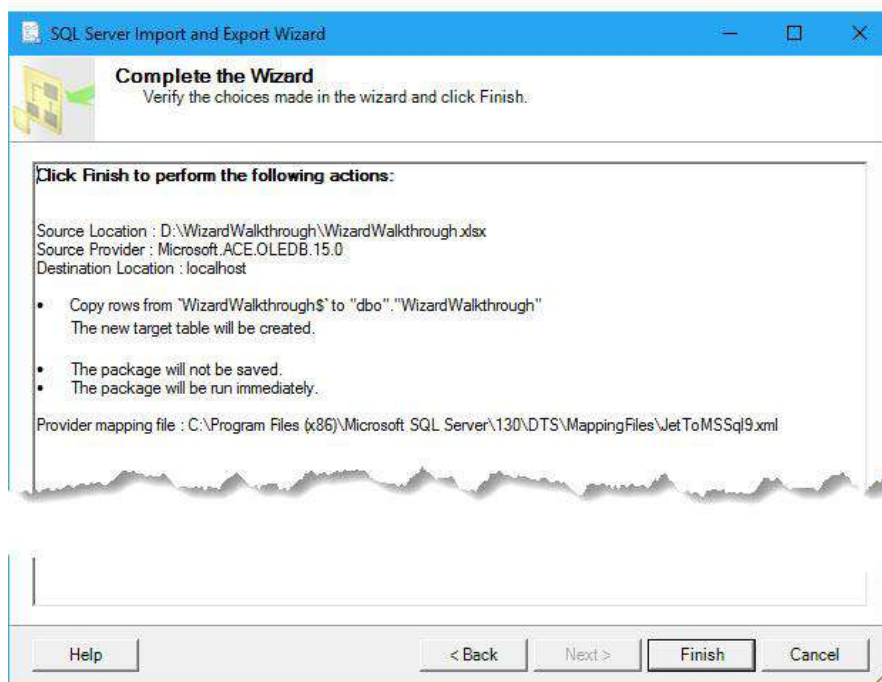 SQL Server Import and Export Wizard
Complete the Wizard
Verify the choices made in the wizard and click Finish.
Click Finish to perform the following actions:
Source Location : D:\WizardWalkthrough\WizardWalkthrough.xlsx
Source Provider : Microsoft.ACE.OLEDB.15.0
Destination Location : localhost
• Copy rows from `WizardWalkthrough$` to "dbo"."WizardWalkthrough"
The new target table will be created.
• The package will not be saved.
• The package will be run immediately.
Provider mapping file : C:\Program Files (x86)\Microsoft SQL Server\130\DTS\MappingFiles\JetToMSSql9.xml
Help < Back Next > Finish Cancel